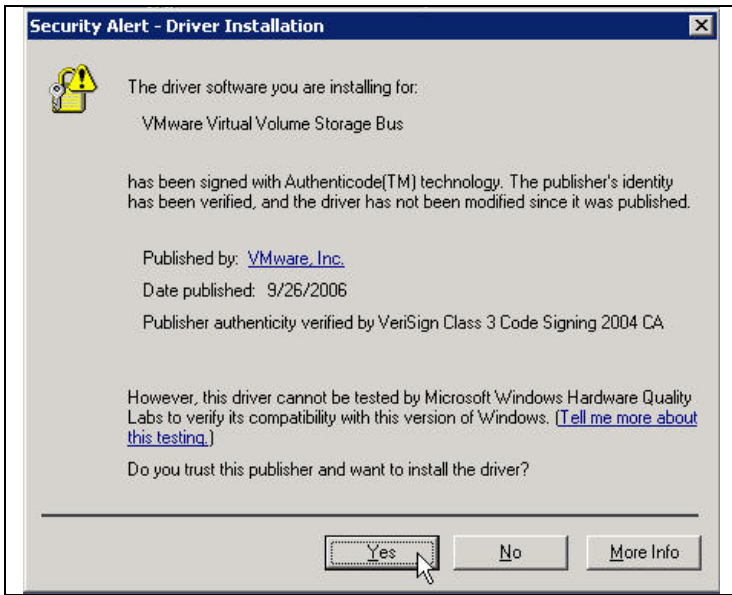 Security Alert - Driver Installation
The driver software you are installing for:
VMware Virtual Volume Storage Bus
has been signed with Authenticode(TM) technology. The publisher's identity
has been verified, and the driver has not been modified since it was published.
Published by: VMware, Inc.
Date published: 9/26/2006
Publisher authenticity verified by VeriSign Class 3 Code Signing 2004 CA
However, this driver cannot be tested by Microsoft Windows Hardware Quality
Labs to verify its compatibility with this version of Windows. (Tell me more about
this testing.)
Do you trust this publisher and want to install the driver?
Yes No More Info